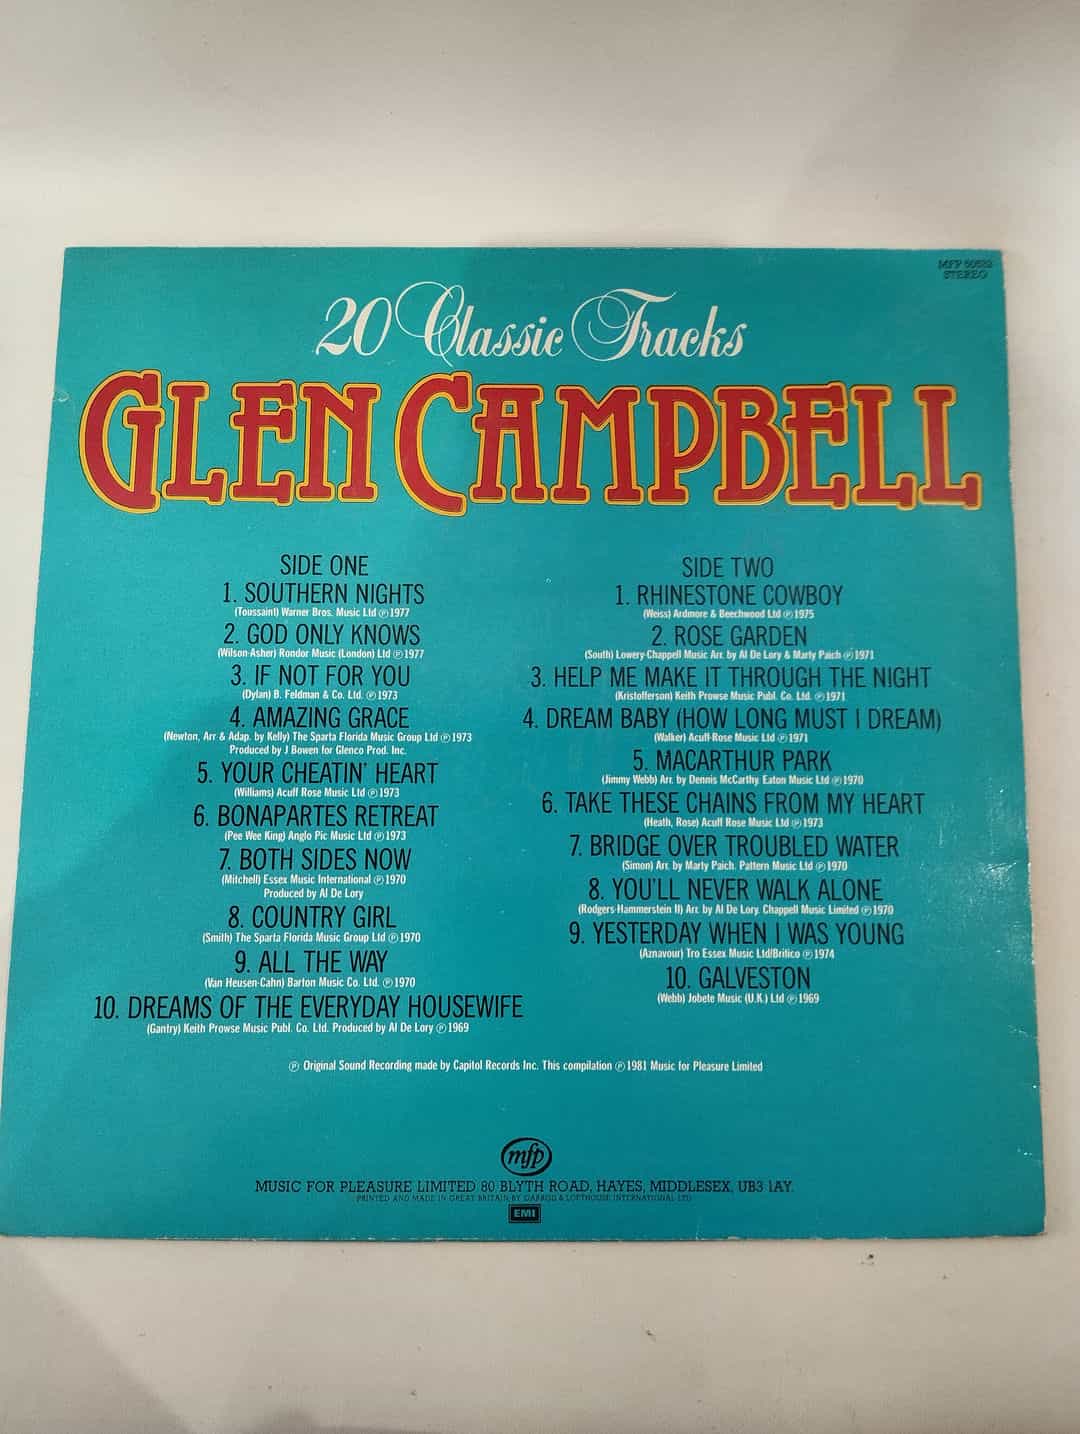 MFP 50532
STEREO
20 Classic Tracks
GLEN CAMPBELL
SIDE ONE
1. SOUTHERN NIGHTS
(Toussaint) Warner Bros. Music Ltd ℗ 1977
2. GOD ONLY KNOWS
(Wilson-Asher) Rondor Music (London) Ltd ℗ 1977
3. IF NOT FOR YOU
(Dylan) B. Feldman & Co. Ltd. ℗ 1973
4. AMAZING GRACE
(Newton, Arr & Adap. by Kelly) The Sparta Florida Music Group Ltd ℗ 1973
Produced by J Bowen for Glenco Prod. Inc.
5. YOUR CHEATIN' HEART
(Williams) Acuff Rose Music Ltd ℗ 1973
6. BONAPARTES RETREAT
(Pee Wee King) Anglo Pic Music Ltd ℗ 1973
7. BOTH SIDES NOW
(Mitchell) Essex Music International ℗ 1970
Produced by Al De Lory
8. COUNTRY GIRL
(Smith) The Sparta Florida Music Group Ltd ℗ 1970
9. ALL THE WAY
(Van Heusen-Cahn) Barton Music Co. Ltd. ℗ 1970
10. DREAMS OF THE EVERYDAY HOUSEWIFE
(Gantry) Keith Prowse Music Publ. Co. Ltd. Produced by Al De Lory ℗ 1969
SIDE TWO
1. RHINESTONE COWBOY
(Weiss) Ardmore & Beechwood Ltd ℗ 1975
2. ROSE GARDEN
(South) Lowery-Chappell Music Arr. by Al De Lory & Marty Paich ℗ 1971
3. HELP ME MAKE IT THROUGH THE NIGHT
(Kristofferson) Keith Prowse Music Publ. Co. Ltd. ℗ 1971
4. DREAM BABY (HOW LONG MUST I DREAM)
(Walker) Acuff-Rose Music Ltd ℗ 1971
5. MACARTHUR PARK
(Jimmy Webb) Arr. by Dennis McCarthy. Eaton Music Ltd ℗ 1970
6. TAKE THESE CHAINS FROM MY HEART
(Heath, Rose) Acuff Rose Music Ltd ℗ 1973
7. BRIDGE OVER TROUBLED WATER
(Simon) Arr. by Marty Paich. Pattern Music Ltd ℗ 1970
8. YOU'LL NEVER WALK ALONE
(Rodgers-Hammerstein II) Arr. by Al De Lory. Chappell Music Limited ℗ 1970
9. YESTERDAY WHEN I WAS YOUNG
(Aznavour) Tro Essex Music Ltd/Britico ℗ 1974
10. GALVESTON
(Webb) Jobete Music (U.K.) Ltd ℗ 1969
℗ Original Sound Recording made by Capitol Records Inc. This compilation ℗ 1981 Music for Pleasure Limited
mfp
MUSIC FOR PLEASURE LIMITED 80 BLYTH ROAD, HAYES, MIDDLESEX, UB3 1AY.
PRINTED AND MADE IN GREAT BRITAIN BY GARROD & LOFTHOUSE INTERNATIONAL LTD
EMI